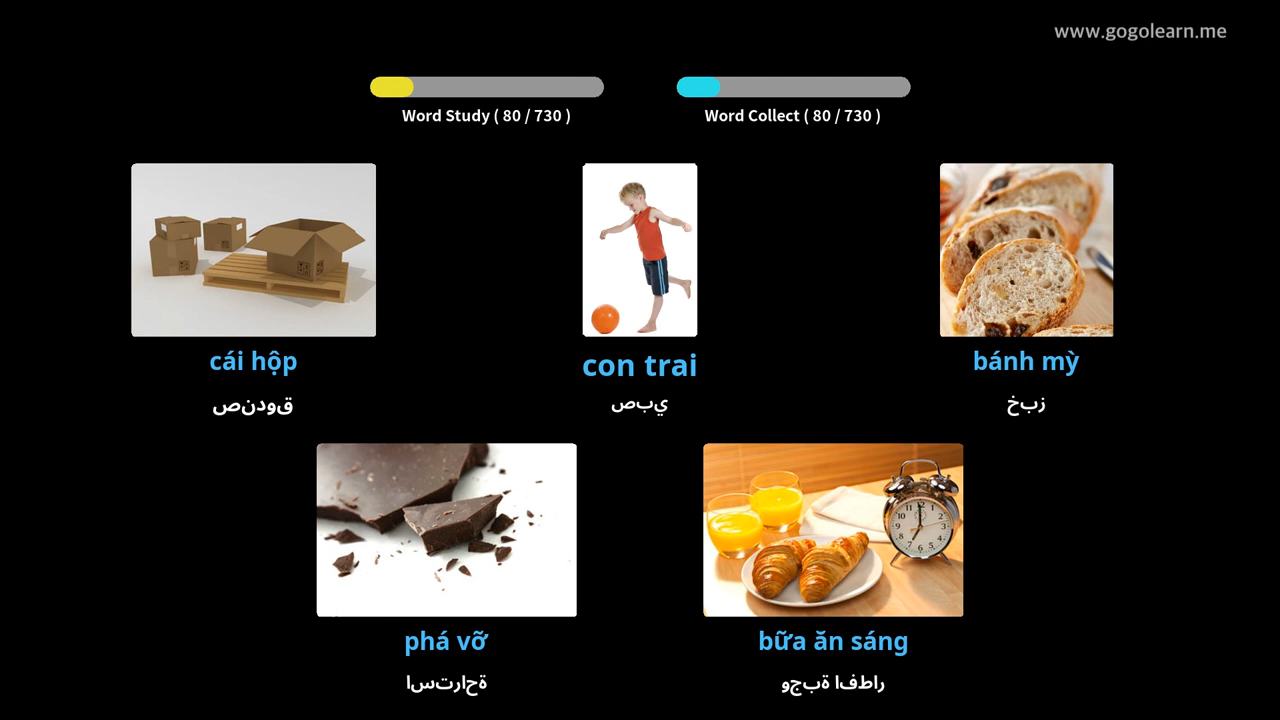 www.gogolearn.me
Word Study ( 80 / 730 )
Word Collect ( 80 / 730 )
cái hộp
صندوق
con trai
صبي
bánh mỳ
خبز
phá vỡ
استراحة
bữa ăn sáng
وجبة افطار